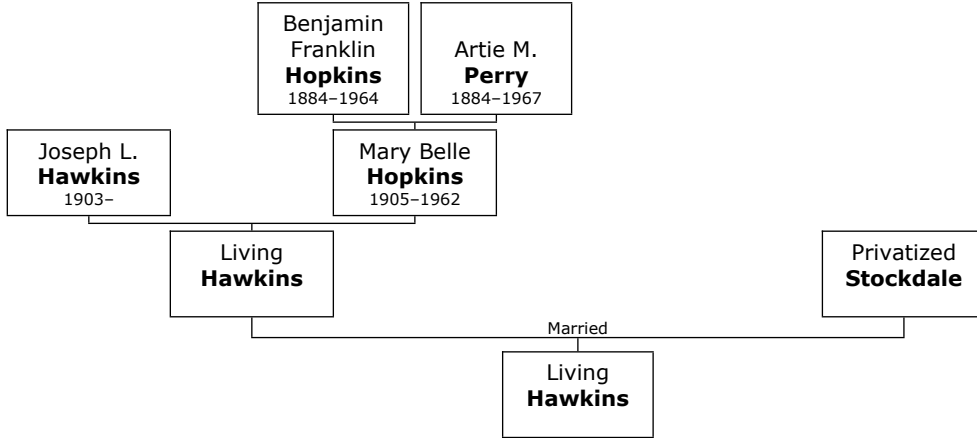 Benjamin
Franklin
Hopkins
1884–1964
Artie M.
Perry
1884–1967
Joseph L.
Hawkins
1903–
Mary Belle
Hopkins
1905–1962
Living
Hawkins
Privatized
Stockdale
Married
Living
Hawkins